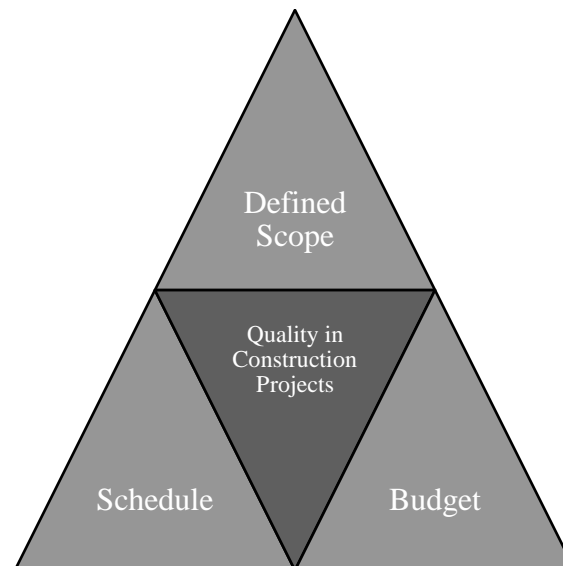 Defined
Scope
Quality in
Construction
Projects
Schedule
Budget